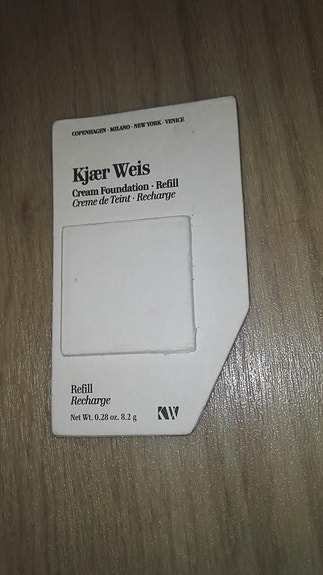 COPENHAGEN · MILANO · NEW YORK · VENICE
Kjær Weis
Cream Foundation · Refill
Creme de Teint · Recharge
Refill
Recharge
Net Wt. 0.28 oz. 8.2 g
KW